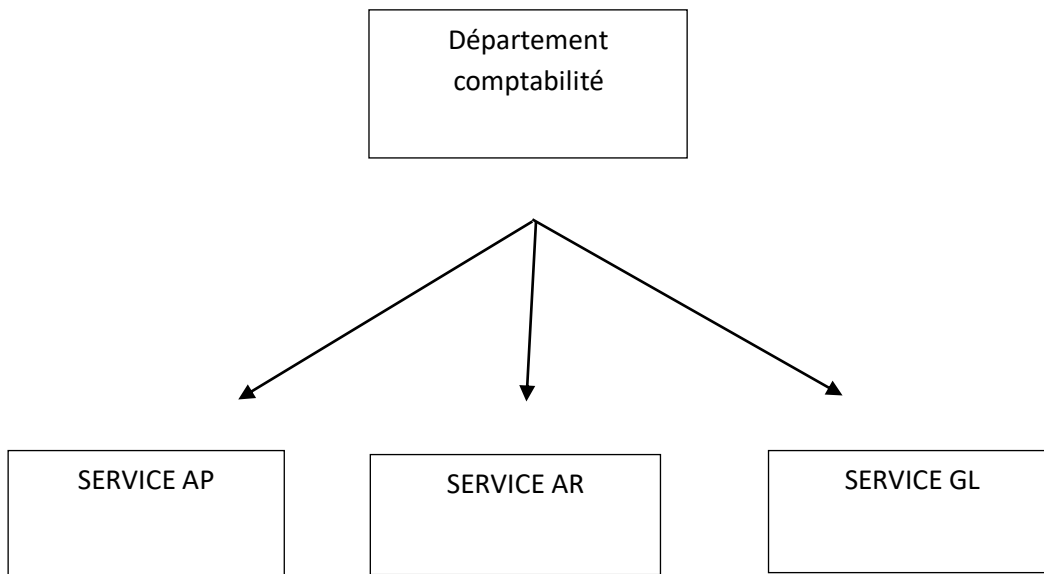 Département
comptabilité
SERVICE AP
SERVICE AR
SERVICE GL